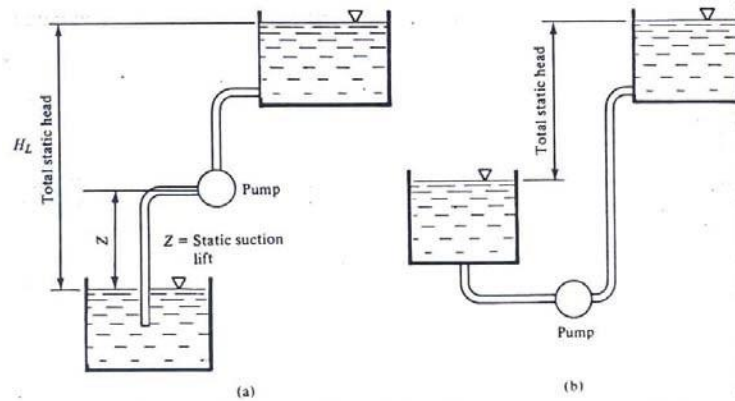 H_L
Total static head
Z
Pump
Z = Static suction
lift
(a)
Total static head
Pump
(b)